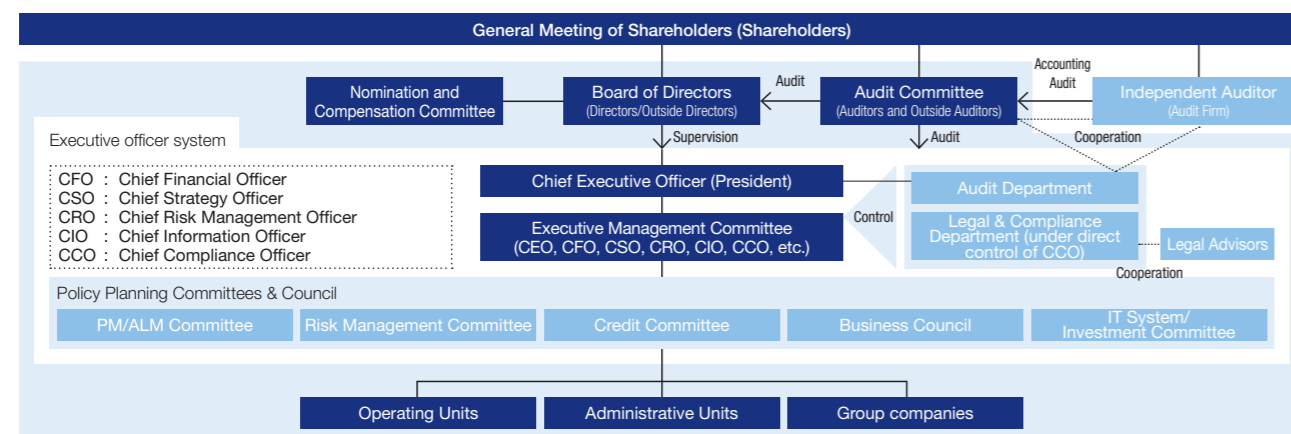 General Meeting of Shareholders (Shareholders)
Nomination and
Compensation Committee
Board of Directors
(Directors/Outside Directors)
Audit
Audit Committee
(Auditors and Outside Auditors)
Accounting
Audit
Independent Auditor
(Audit Firm)
Supervision
Audit
Cooperation
Executive officer system
CFO : Chief Financial Officer
CSO : Chief Strategy Officer
CRO : Chief Risk Management Officer
CIO : Chief Information Officer
CCO : Chief Compliance Officer
Chief Executive Officer (President)
Executive Management Committee
(CEO, CFO, CSO, CRO, CIO, CCO, etc.)
Control
Audit Department
Legal & Compliance
Department (under direct
control of CCO)
Legal Advisors
Cooperation
Policy Planning Committees & Council
PM/ALM Committee
Risk Management Committee
Credit Committee
Business Council
IT System/
Investment Committee
Operating Units
Administrative Units
Group companies